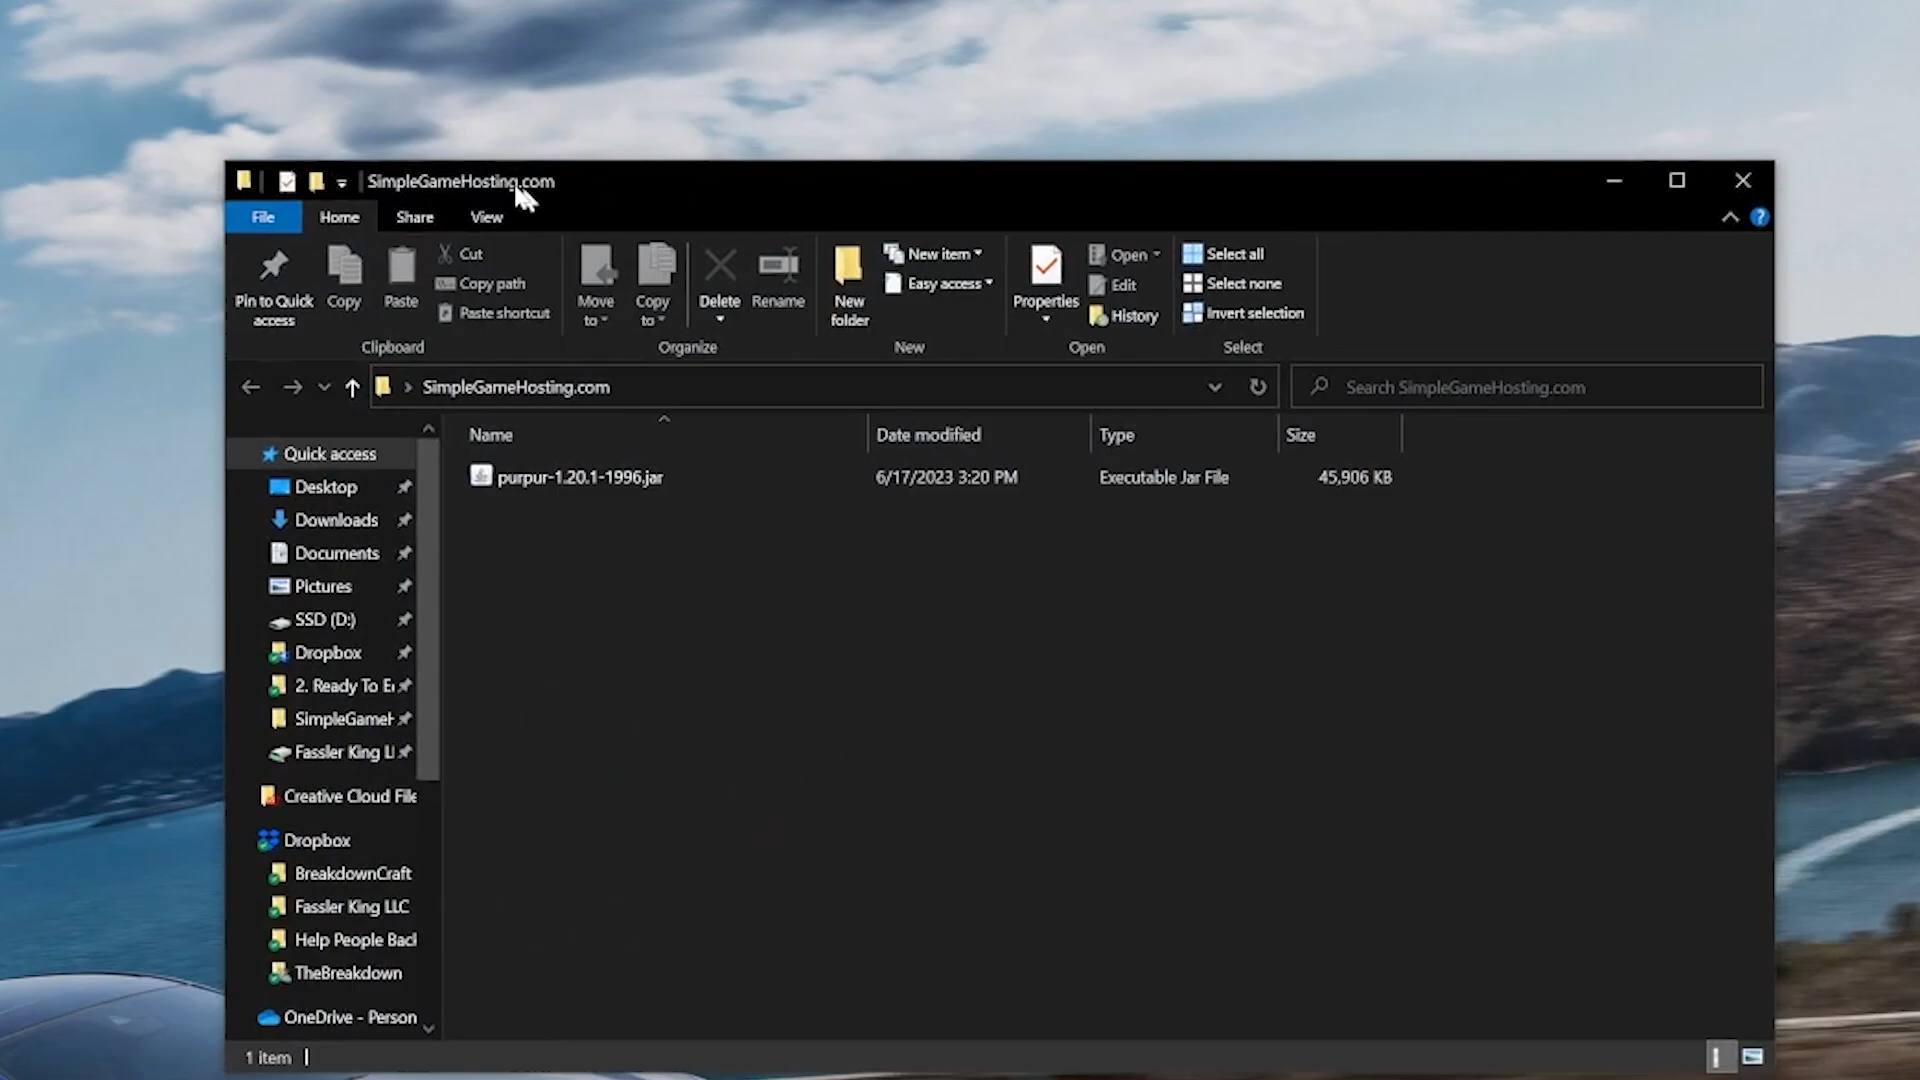 SimpleGameHosting.com
File Home Share View
Pin to Quick access
Copy
Paste
Cut
Copy path
Paste shortcut
Clipboard
Move to
Copy to
Delete
Rename
Organize
New folder
New item
Easy access
New
Properties
Open
Edit
History
Open
Select all
Select none
Invert selection
Select
SimpleGameHosting.com
Search SimpleGameHosting.com
Name Date modified Type Size
purpur-1.20.1-1996.jar 6/17/2023 3:20 PM Executable Jar File 45,906 KB
Quick access
Desktop
Downloads
Documents
Pictures
SSD (D:)
Dropbox
2. Ready To E
SimpleGameH
Fassler King Ll
Creative Cloud File
Dropbox
BreakdownCraft
Fassler King LLC
Help People Back
TheBreakdown
OneDrive - Person
1 item